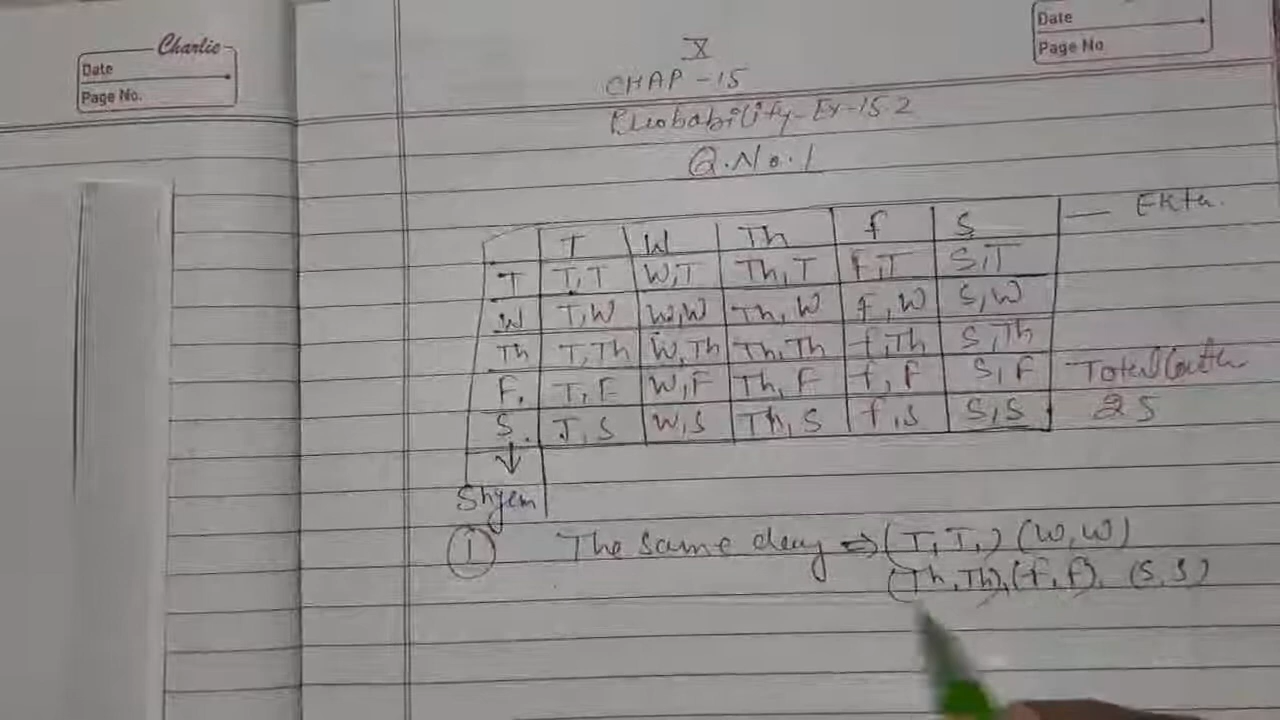 Charlie
Date
Page No.
Date
Page No
X
CHAP-15
Probability-Ex-15.2
Q.No.1
T W Th f S — Ekta.
T T,T W,T Th,T F,T S,T
W T,W W,W Th,W f,W S,W
Th T,Th W,Th Th,Th f,Th S,Th
F. T,F W,F Th,F f,F S,F Total
S. T,S W,S Th,S f,S S,S 25
Shyam
① The same day ⇒ (T,T,) (W,W)
(Th,Th),(f,f), (S,S)